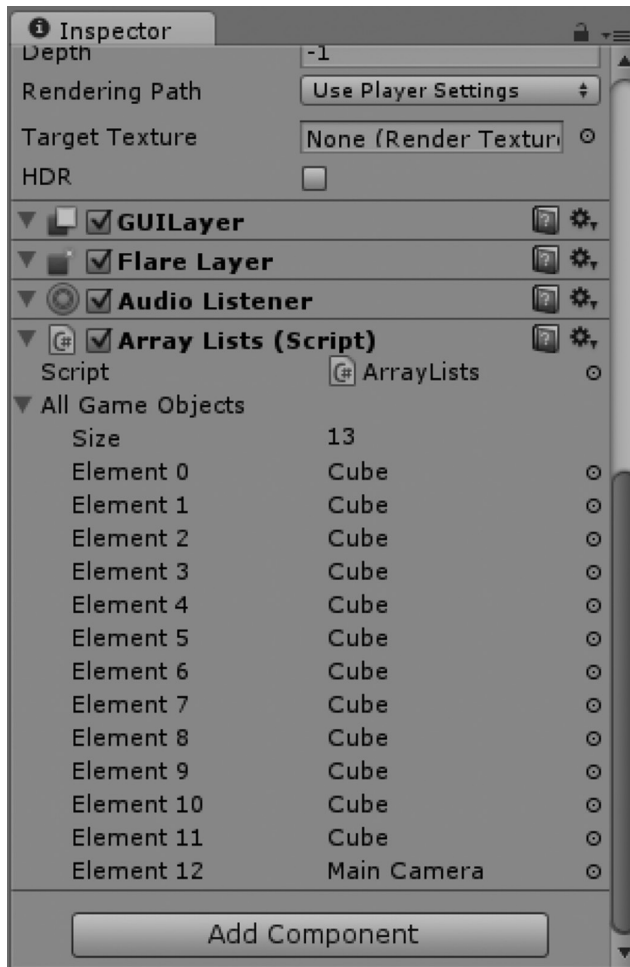 Inspector
Depth -1
Rendering Path Use Player Settings
Target Texture None (Render Textur
HDR
GUILayer
Flare Layer
Audio Listener
Array Lists (Script)
Script ArrayLists
All Game Objects
Size 13
Element 0 Cube
Element 1 Cube
Element 2 Cube
Element 3 Cube
Element 4 Cube
Element 5 Cube
Element 6 Cube
Element 7 Cube
Element 8 Cube
Element 9 Cube
Element 10 Cube
Element 11 Cube
Element 12 Main Camera
Add Component